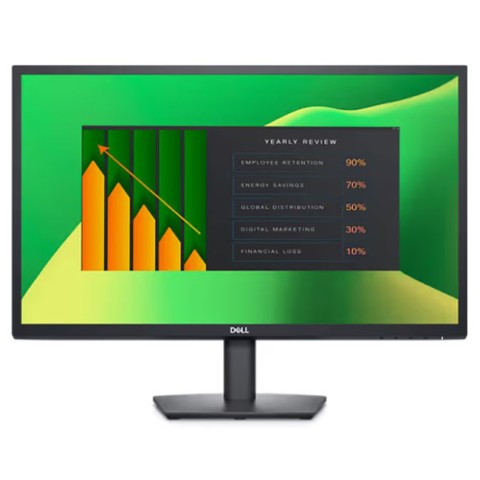 YEARLY REVIEW
EMPLOYEE RETENTION 90%
ENERGY SAVINGS 70%
GLOBAL DISTRIBUTION 50%
DIGITAL MARKETING 30%
FINANCIAL LOSS 10%
DELL